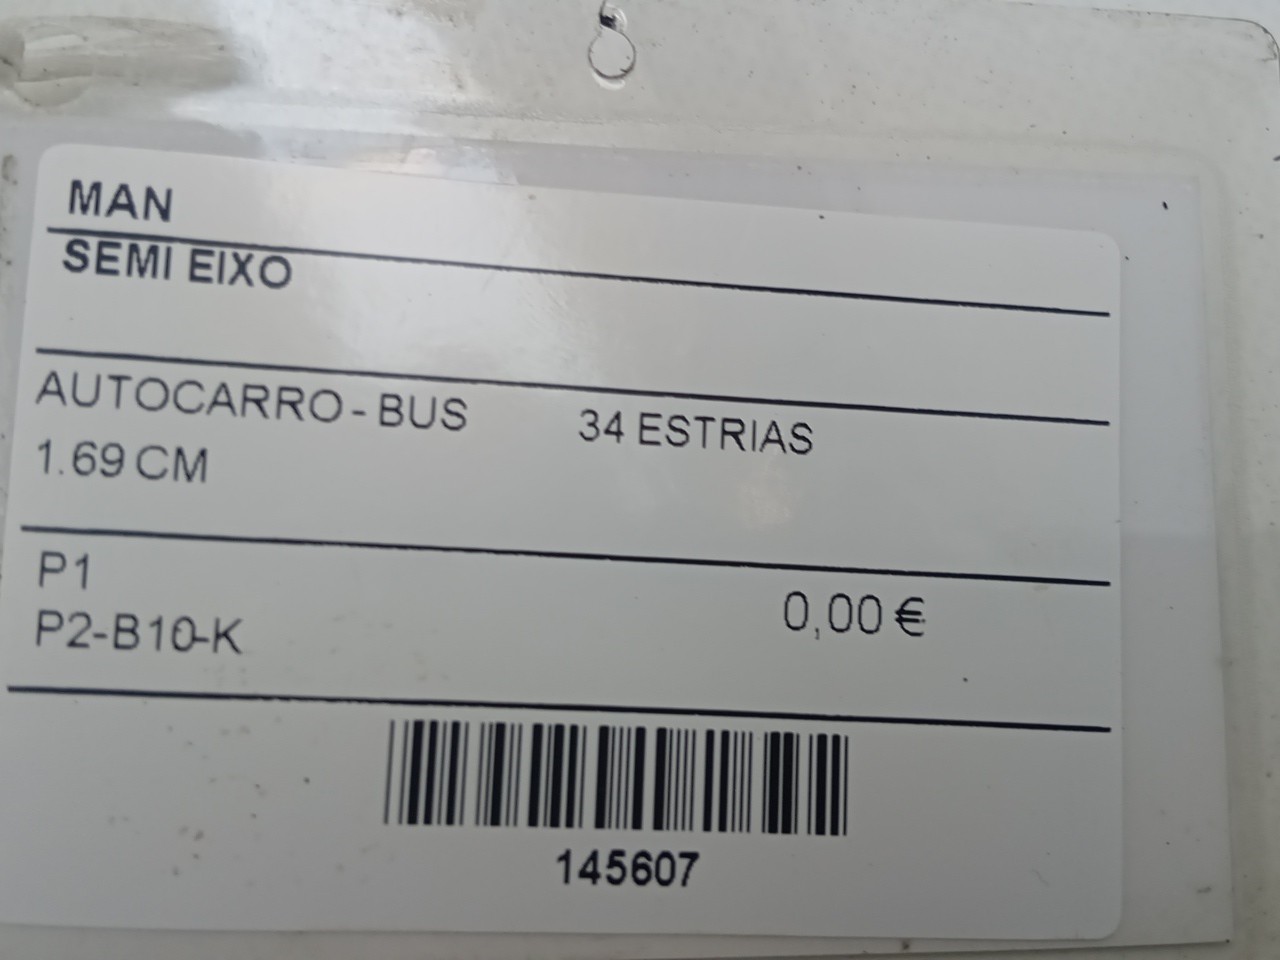 MAN
SEMI EIXO
AUTOCARRO - BUS 34 ESTRIAS
1.69 CM
P1
0,00 €
P2-B10-K
145607